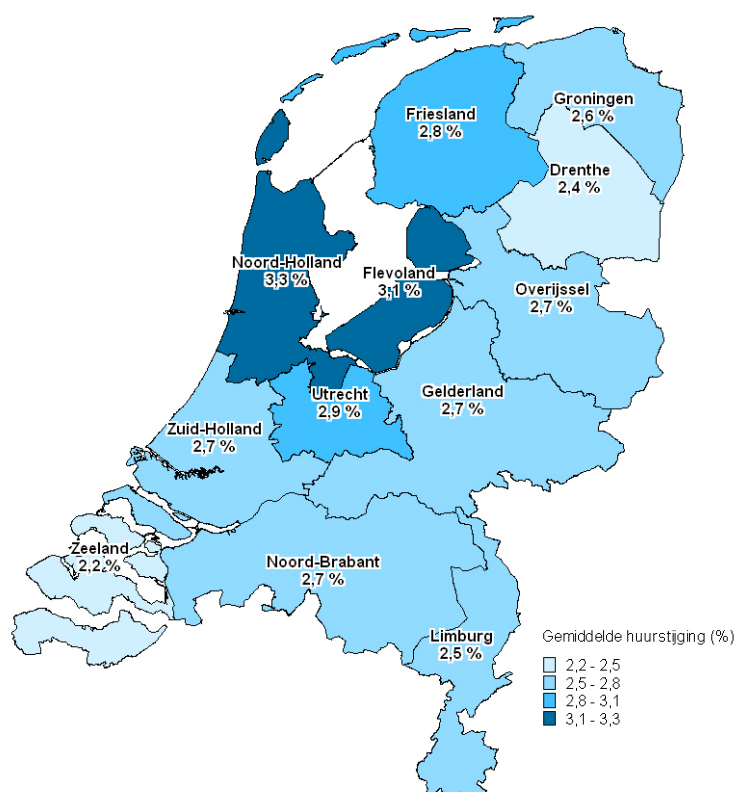 Groningen
2,6 %
Friesland
2,8 %
Drenthe
2,4 %
Noord-Holland
3,3 %
Flevoland
3,1 %
Overijssel
2,7 %
Utrecht
2,9 %
Gelderland
2,7 %
Zuid-Holland
2,7 %
Zeeland
2,2%
Noord-Brabant
2,7 %
Limburg
2,5 %
Gemiddelde huurstijging (%)
2,2 - 2,5
2,5 - 2,8
2,8 - 3,1
3,1 - 3,3